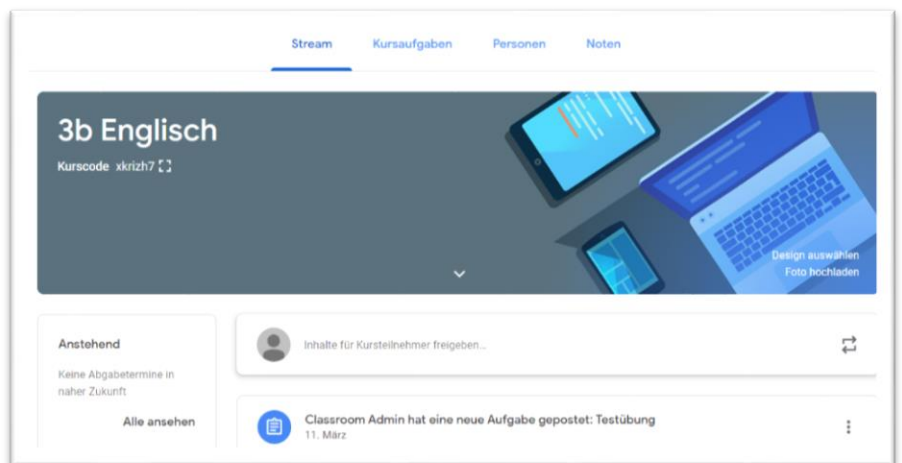 Stream Kursaufgaben Personen Noten
3b Englisch
Kurscode xkrizh7
Design auswählen
Foto hochladen
Anstehend
Keine Abgabetermine in
naher Zukunft
Alle ansehen
Inhalte für Kursteilnehmer freigeben...
Classroom Admin hat eine neue Aufgabe gepostet: Testübung
11. März